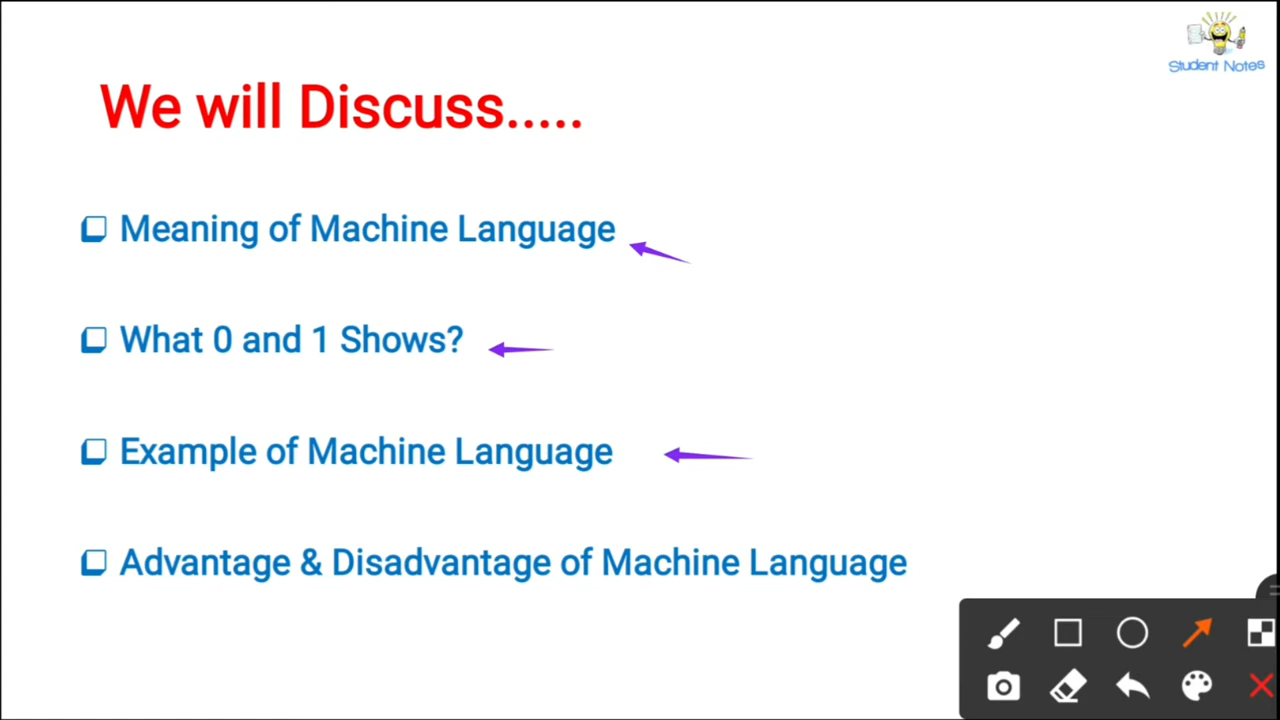 Student Notes
We will Discuss.....
Meaning of Machine Language
What 0 and 1 Shows?
Example of Machine Language
Advantage & Disadvantage of Machine Language